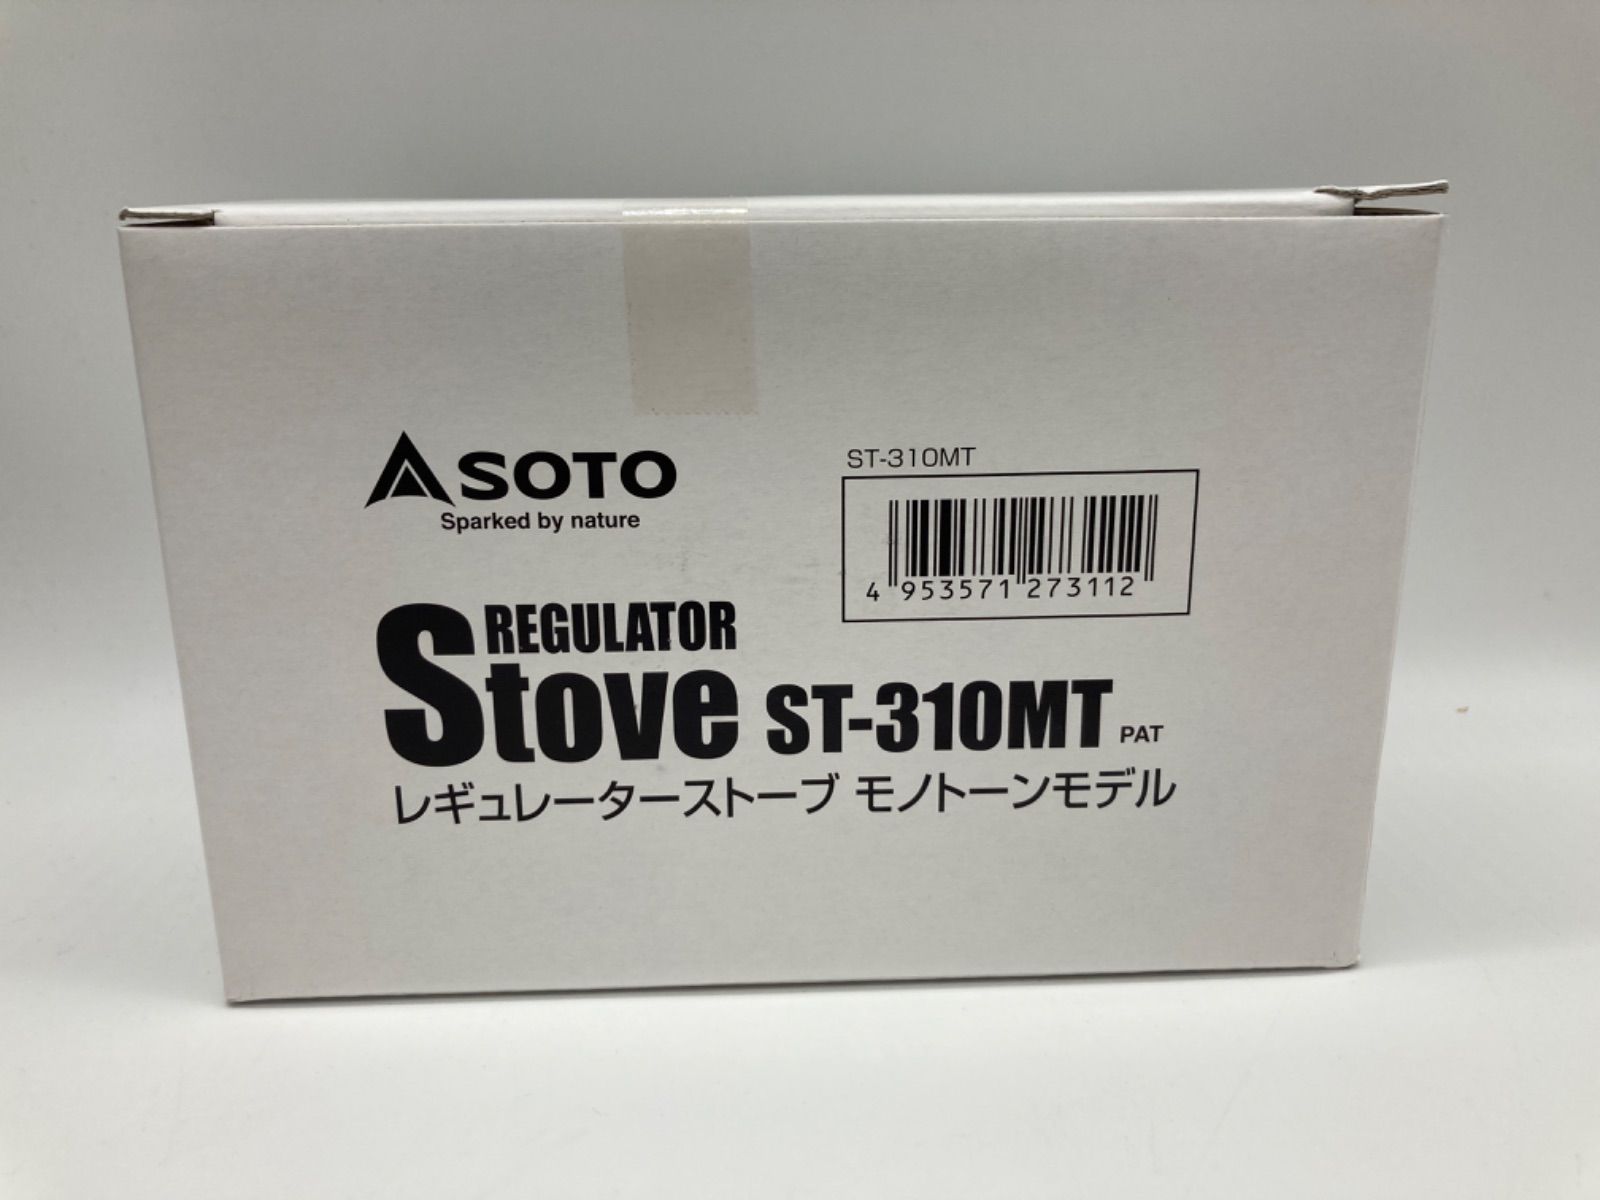 SOTO
Sparked by nature
ST-310MT
4 953571 273112
REGULATOR
Stove ST-310MT PAT
レギュレーターストーブ モノトーンモデル